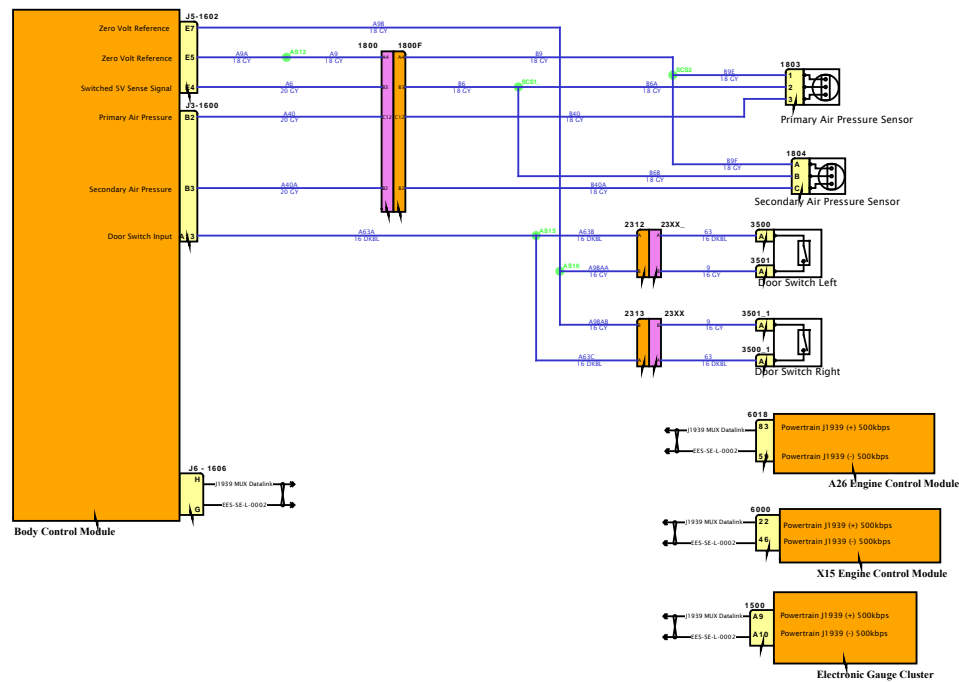 J5-1602
Zero Volt Reference
E7
A9B
18 GY
Zero Volt Reference
E5
A9A
18 GY
AS12
A9
18 GY
1800
1800F
A4
A4
B9
18 GY
SCS2
Switched 5V Sense Signal
E4
A6
20 GY
B3
B3
B6
18 GY
SCS1
B6A
18 GY
B9E
18 GY
1803
1
2
3
Primary Air Pressure Sensor
J3-1600
Primary Air Pressure
B2
A40
20 GY
C12
C12
B40
18 GY
B9F
18 GY
B6B
18 GY
1804
A
B
C
Secondary Air Pressure Sensor
Secondary Air Pressure
B3
A40A
20 GY
B2
B2
B40A
18 GY
Door Switch Input
A63A
16 DKBL
AS15
A63B
16 DKBL
2312
23XX_
A
63
16 DKBL
3500
A
AS16
A9BAA
16 GY
9
16 GY
3501
A
Door Switch Left
A9BAB
16 GY
2313
23XX
B
9
16 GY
3501_1
A
A63C
16 DKBL
63
16 DKBL
3500_1
A
Door Switch Right
J6 - 1606
H
J1939 MUX Datalink
G
EES-SE-L-0002
Body Control Module
6018
J1939 MUX Datalink
83
Powertrain J1939 (+) 500kbps
EES-SE-L-0002
Powertrain J1939 (-) 500kbps
A26 Engine Control Module
6000
J1939 MUX Datalink
22
Powertrain J1939 (+) 500kbps
EES-SE-L-0002
46
Powertrain J1939 (-) 500kbps
X15 Engine Control Module
1500
J1939 MUX Datalink
A9
Powertrain J1939 (+) 500kbps
EES-SE-L-0002
A10
Powertrain J1939 (-) 500kbps
Electronic Gauge Cluster